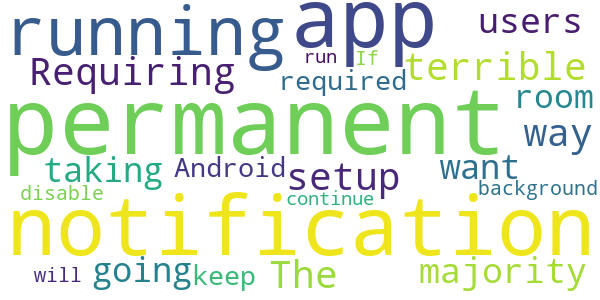 running app users
Requiring run If terrible
required room
permanent way
taking Android setup want
disable continue background
notification
will going keep The majority